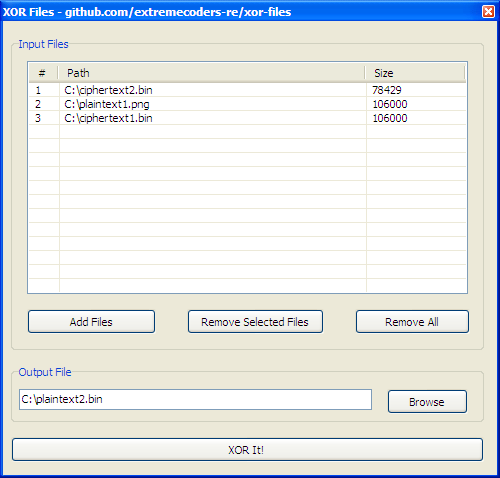 XOR Files - github.com/extremecoders-re/xor-files
Input Files
# Path Size
1 C:\ciphertext2.bin 78429
2 C:\plaintext1.png 106000
3 C:\ciphertext1.bin 106000
Add Files Remove Selected Files Remove All
Output File
C:\plaintext2.bin Browse
XOR It!